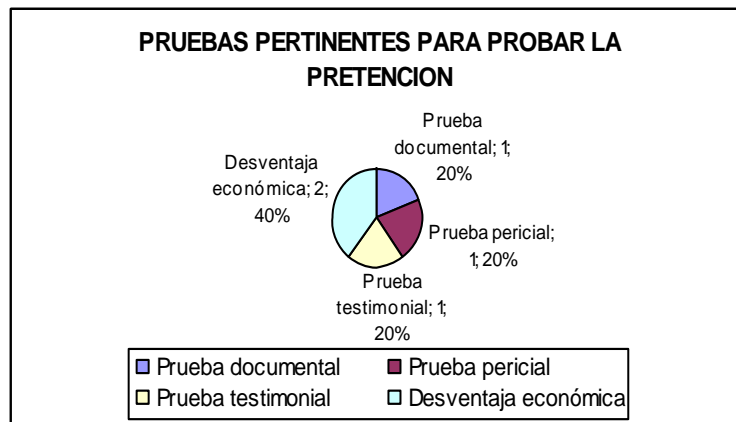 PRUEBAS PERTINENTES PARA PROBAR LA
PRETENCION
Prueba
documental; 1;
20%
Desventaja
económica; 2;
40%
Prueba pericial;
1; 20%
Prueba
testimonial; 1;
20%
Prueba documental
Prueba pericial
Prueba testimonial
Desventaja económica